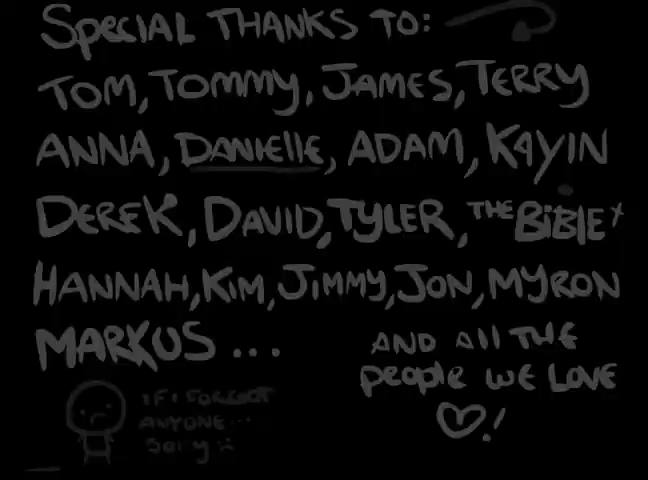 SPECIAL THANKS TO:
TOM, TOMMY, JAMES, TERRY
ANNA, DANIELLE, ADAM, KAYIN
DEREK, DAVID, TYLER, THE BIBLE
HANNAH, KIM, JIMMY, JON, MYRON
MARKUS ...
AND All THE
people WE LOVE
♡!
IF I FORGOT
ANYONE...
Sorry :(